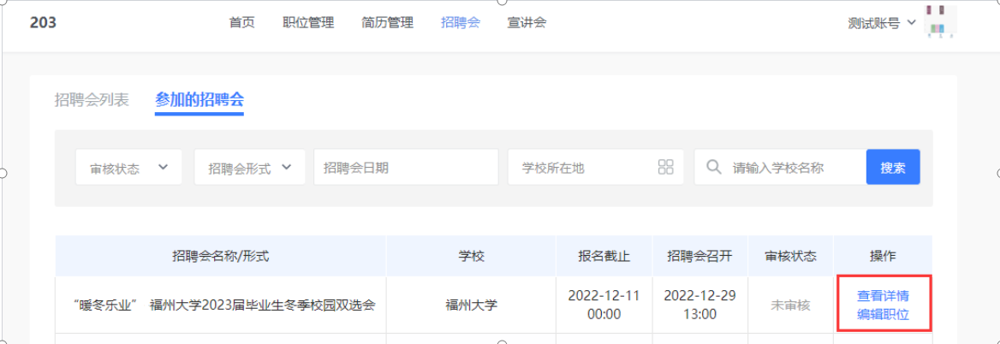 203 首页 职位管理 简历管理 招聘会 宣讲会 测试账号
招聘会列表 参加的招聘会
审核状态 招聘会形式 招聘会日期 学校所在地 请输入学校名称 搜索
招聘会名称/形式 学校 报名截止 招聘会召开 审核状态 操作
“暖冬乐业” 福州大学2023届毕业生冬季校园双选会 福州大学 2022-12-11 2022-12-29 未审核 查看详情
00:00 13:00 编辑职位